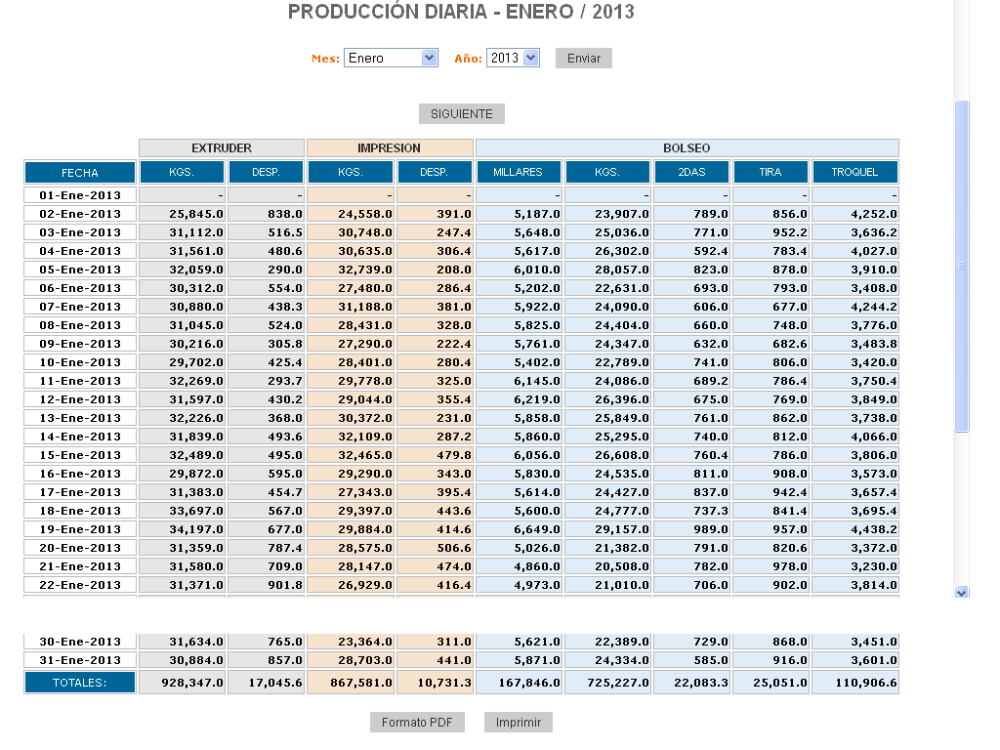 PRODUCCIÓN DIARIA - ENERO / 2013
Mes: Enero Año: 2013 Enviar
SIGUIENTE
EXTRUDER IMPRESION BOLSEO
FECHA KGS. DESP. KGS. DESP. MILLARES KGS. 2DAS TIRA TROQUEL
01-Ene-2013 - - - - - - - - -
02-Ene-2013 25,845.0 838.0 24,558.0 391.0 5,187.0 23,907.0 789.0 856.0 4,252.0
03-Ene-2013 31,112.0 516.5 30,748.0 247.4 5,648.0 25,036.0 771.0 952.2 3,636.2
04-Ene-2013 31,561.0 480.6 30,635.0 306.4 5,617.0 26,302.0 592.4 783.4 4,027.0
05-Ene-2013 32,059.0 290.0 32,739.0 208.0 6,010.0 28,057.0 823.0 878.0 3,910.0
06-Ene-2013 30,312.0 554.0 27,480.0 286.4 5,202.0 22,631.0 693.0 793.0 3,408.0
07-Ene-2013 30,880.0 438.3 31,188.0 381.0 5,922.0 24,090.0 606.0 677.0 4,244.2
08-Ene-2013 31,045.0 524.0 28,431.0 328.0 5,825.0 24,404.0 660.0 748.0 3,776.0
09-Ene-2013 30,216.0 305.8 27,290.0 222.4 5,761.0 24,347.0 632.0 682.6 3,483.8
10-Ene-2013 29,702.0 425.4 28,401.0 280.4 5,402.0 22,789.0 741.0 806.0 3,420.0
11-Ene-2013 32,269.0 293.7 29,778.0 325.0 6,145.0 24,086.0 689.2 786.4 3,750.4
12-Ene-2013 31,597.0 430.2 29,044.0 355.4 6,219.0 26,396.0 675.0 769.0 3,849.0
13-Ene-2013 32,226.0 368.0 30,372.0 231.0 5,858.0 25,849.0 761.0 862.0 3,738.0
14-Ene-2013 31,839.0 493.6 32,109.0 287.2 5,860.0 25,295.0 740.0 812.0 4,066.0
15-Ene-2013 32,489.0 495.0 32,465.0 479.8 6,056.0 26,608.0 760.4 786.0 3,806.0
16-Ene-2013 29,872.0 595.0 29,290.0 343.0 5,830.0 24,535.0 811.0 908.0 3,573.0
17-Ene-2013 31,383.0 454.7 27,343.0 395.4 5,614.0 24,427.0 837.0 942.4 3,657.4
18-Ene-2013 33,697.0 567.0 29,397.0 443.6 5,600.0 24,777.0 737.3 841.4 3,695.4
19-Ene-2013 34,197.0 677.0 29,884.0 414.6 6,649.0 29,157.0 989.0 957.0 4,438.2
20-Ene-2013 31,359.0 787.4 28,575.0 506.6 5,026.0 21,382.0 791.0 820.6 3,372.0
21-Ene-2013 31,580.0 709.0 28,147.0 474.0 4,860.0 20,508.0 782.0 978.0 3,230.0
22-Ene-2013 31,371.0 901.8 26,929.0 416.4 4,973.0 21,010.0 706.0 902.0 3,814.0
30-Ene-2013 31,634.0 765.0 23,364.0 311.0 5,621.0 22,389.0 729.0 868.0 3,451.0
31-Ene-2013 30,884.0 857.0 28,703.0 441.0 5,871.0 24,334.0 585.0 916.0 3,601.0
TOTALES: 928,347.0 17,045.6 867,581.0 10,731.3 167,846.0 725,227.0 22,083.3 25,051.0 110,906.6
Formato PDF Imprimir